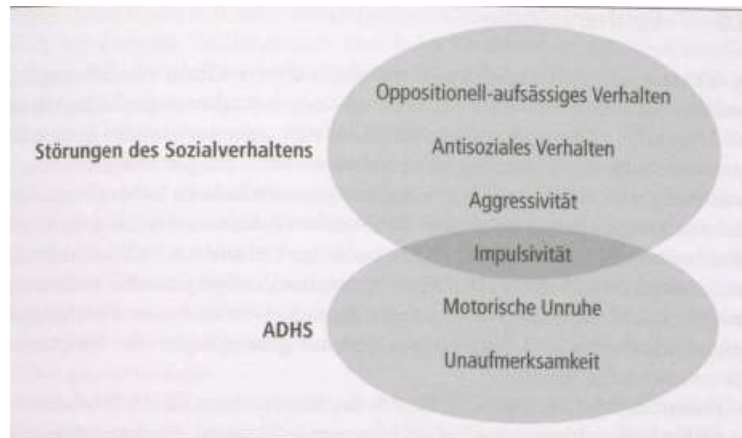 Oppositionell-aufsässiges Verhalten
Störungen des Sozialverhaltens
Antisoziales Verhalten
Aggressivität
Impulsivität
Motorische Unruhe
ADHS
Unaufmerksamkeit